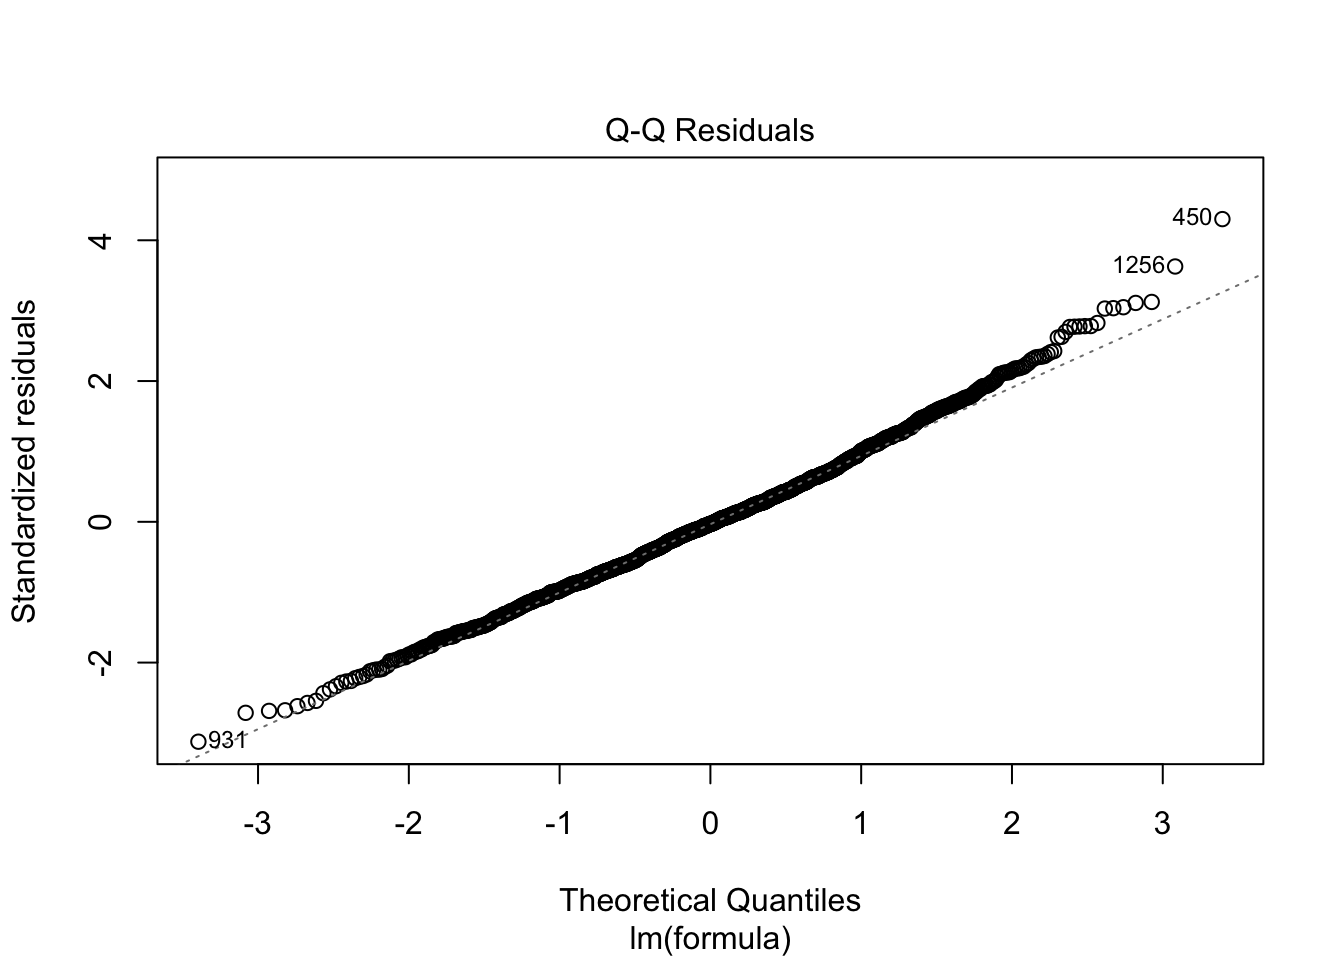 Q-Q Residuals
Standardized residuals
4
2
0
-2
450
1256
931
-3 -2 -1 0 1 2 3
Theoretical Quantiles
lm(formula)